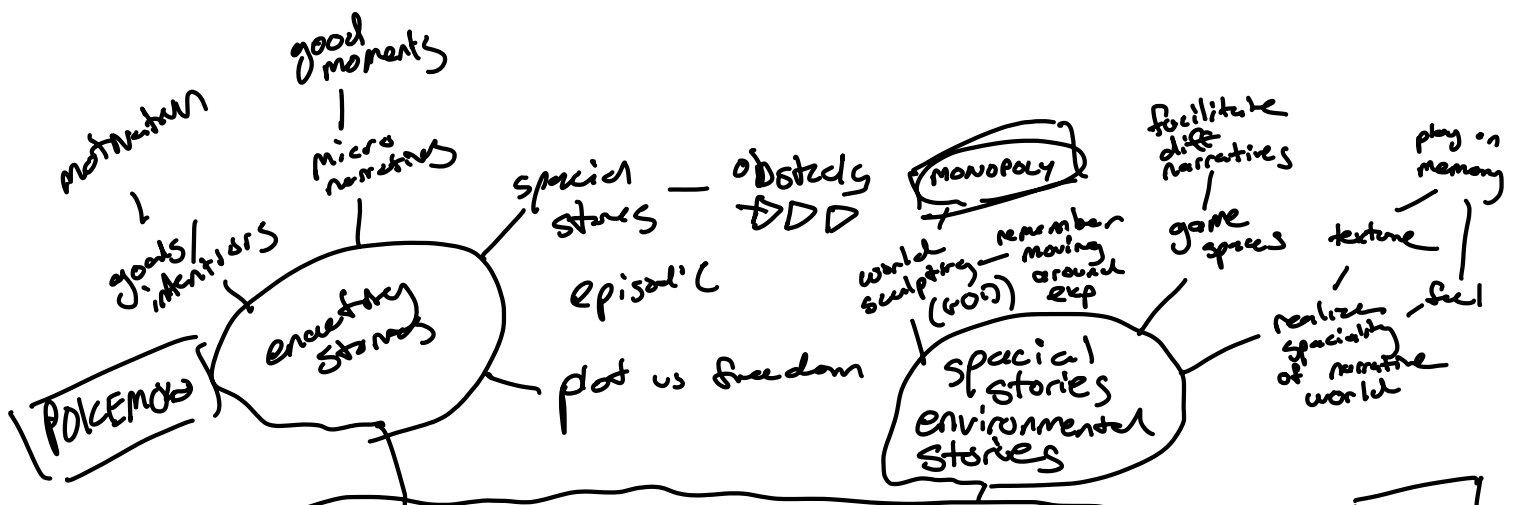 good
moments
motivation
micro
narratives
goals/
intentions
spacial
stories
obstacles
episodic
plot vs freedom
enacting
stories
POKEMON
MONOPOLY
world
sculpting
(GOD)
remember
moving
around
exp
facilitate
diff
narratives
game
spaces
play on
memory
texture
feel
realize
spaciality
of narrative
world
spacial
stories
environmental
stories